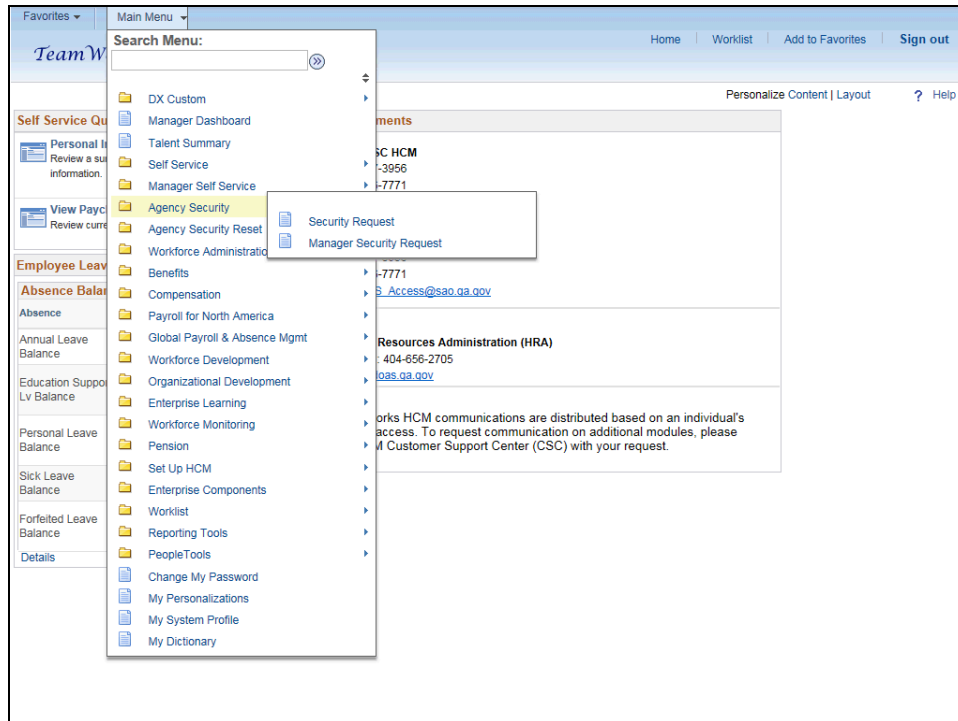 Favorites
Main Menu
TeamW
Home
Worklist
Add to Favorites
Sign out
Search Menu:
Personalize Content | Layout
? Help
DX Custom
Manager Dashboard
Talent Summary
Self Service
Manager Self Service
Agency Security
Agency Security Reset
Workforce Administratio
Benefits
Compensation
Payroll for North America
Global Payroll & Absence Mgmt
Workforce Development
Organizational Development
Enterprise Learning
Workforce Monitoring
Pension
Set Up HCM
Enterprise Components
Worklist
Reporting Tools
PeopleTools
Change My Password
My Personalizations
My System Profile
My Dictionary
Security Request
Manager Security Request
Self Service Qu
Personal I
Review a su
information.
View Payc
Review curre
Employee Leav
Absence Balan
Absence
Annual Leave
Balance
Education Suppo
Lv Balance
Personal Leave
Balance
Sick Leave
Balance
Forfeited Leave
Balance
Details
ments
SC HCM
-3956
-7771
-7771
S_Access@sao.ga.gov
Resources Administration (HRA)
: 404-656-2705
oas.ga.gov
orks HCM communications are distributed based on an individual's
access. To request communication on additional modules, please
M Customer Support Center (CSC) with your request.